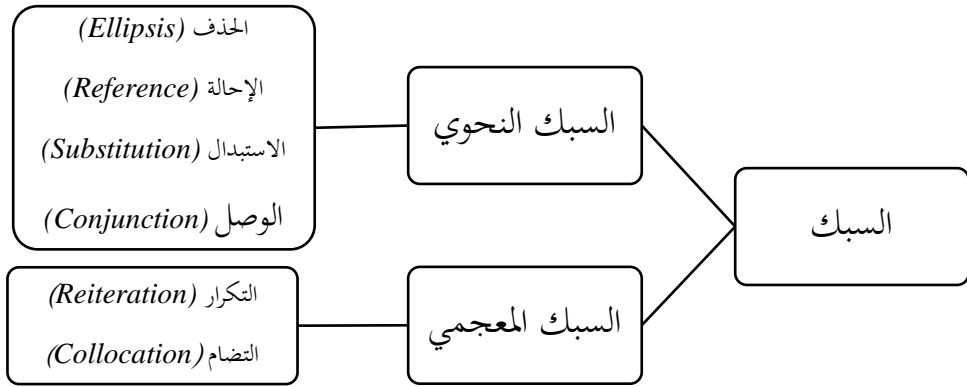 السبك
السبك النحوي
الحذف (Ellipsis)
الإحالة (Reference)
الاستبدال (Substitution)
الوصل (Conjunction)
السبك المعجمي
التكرار (Reiteration)
التضام (Collocation)